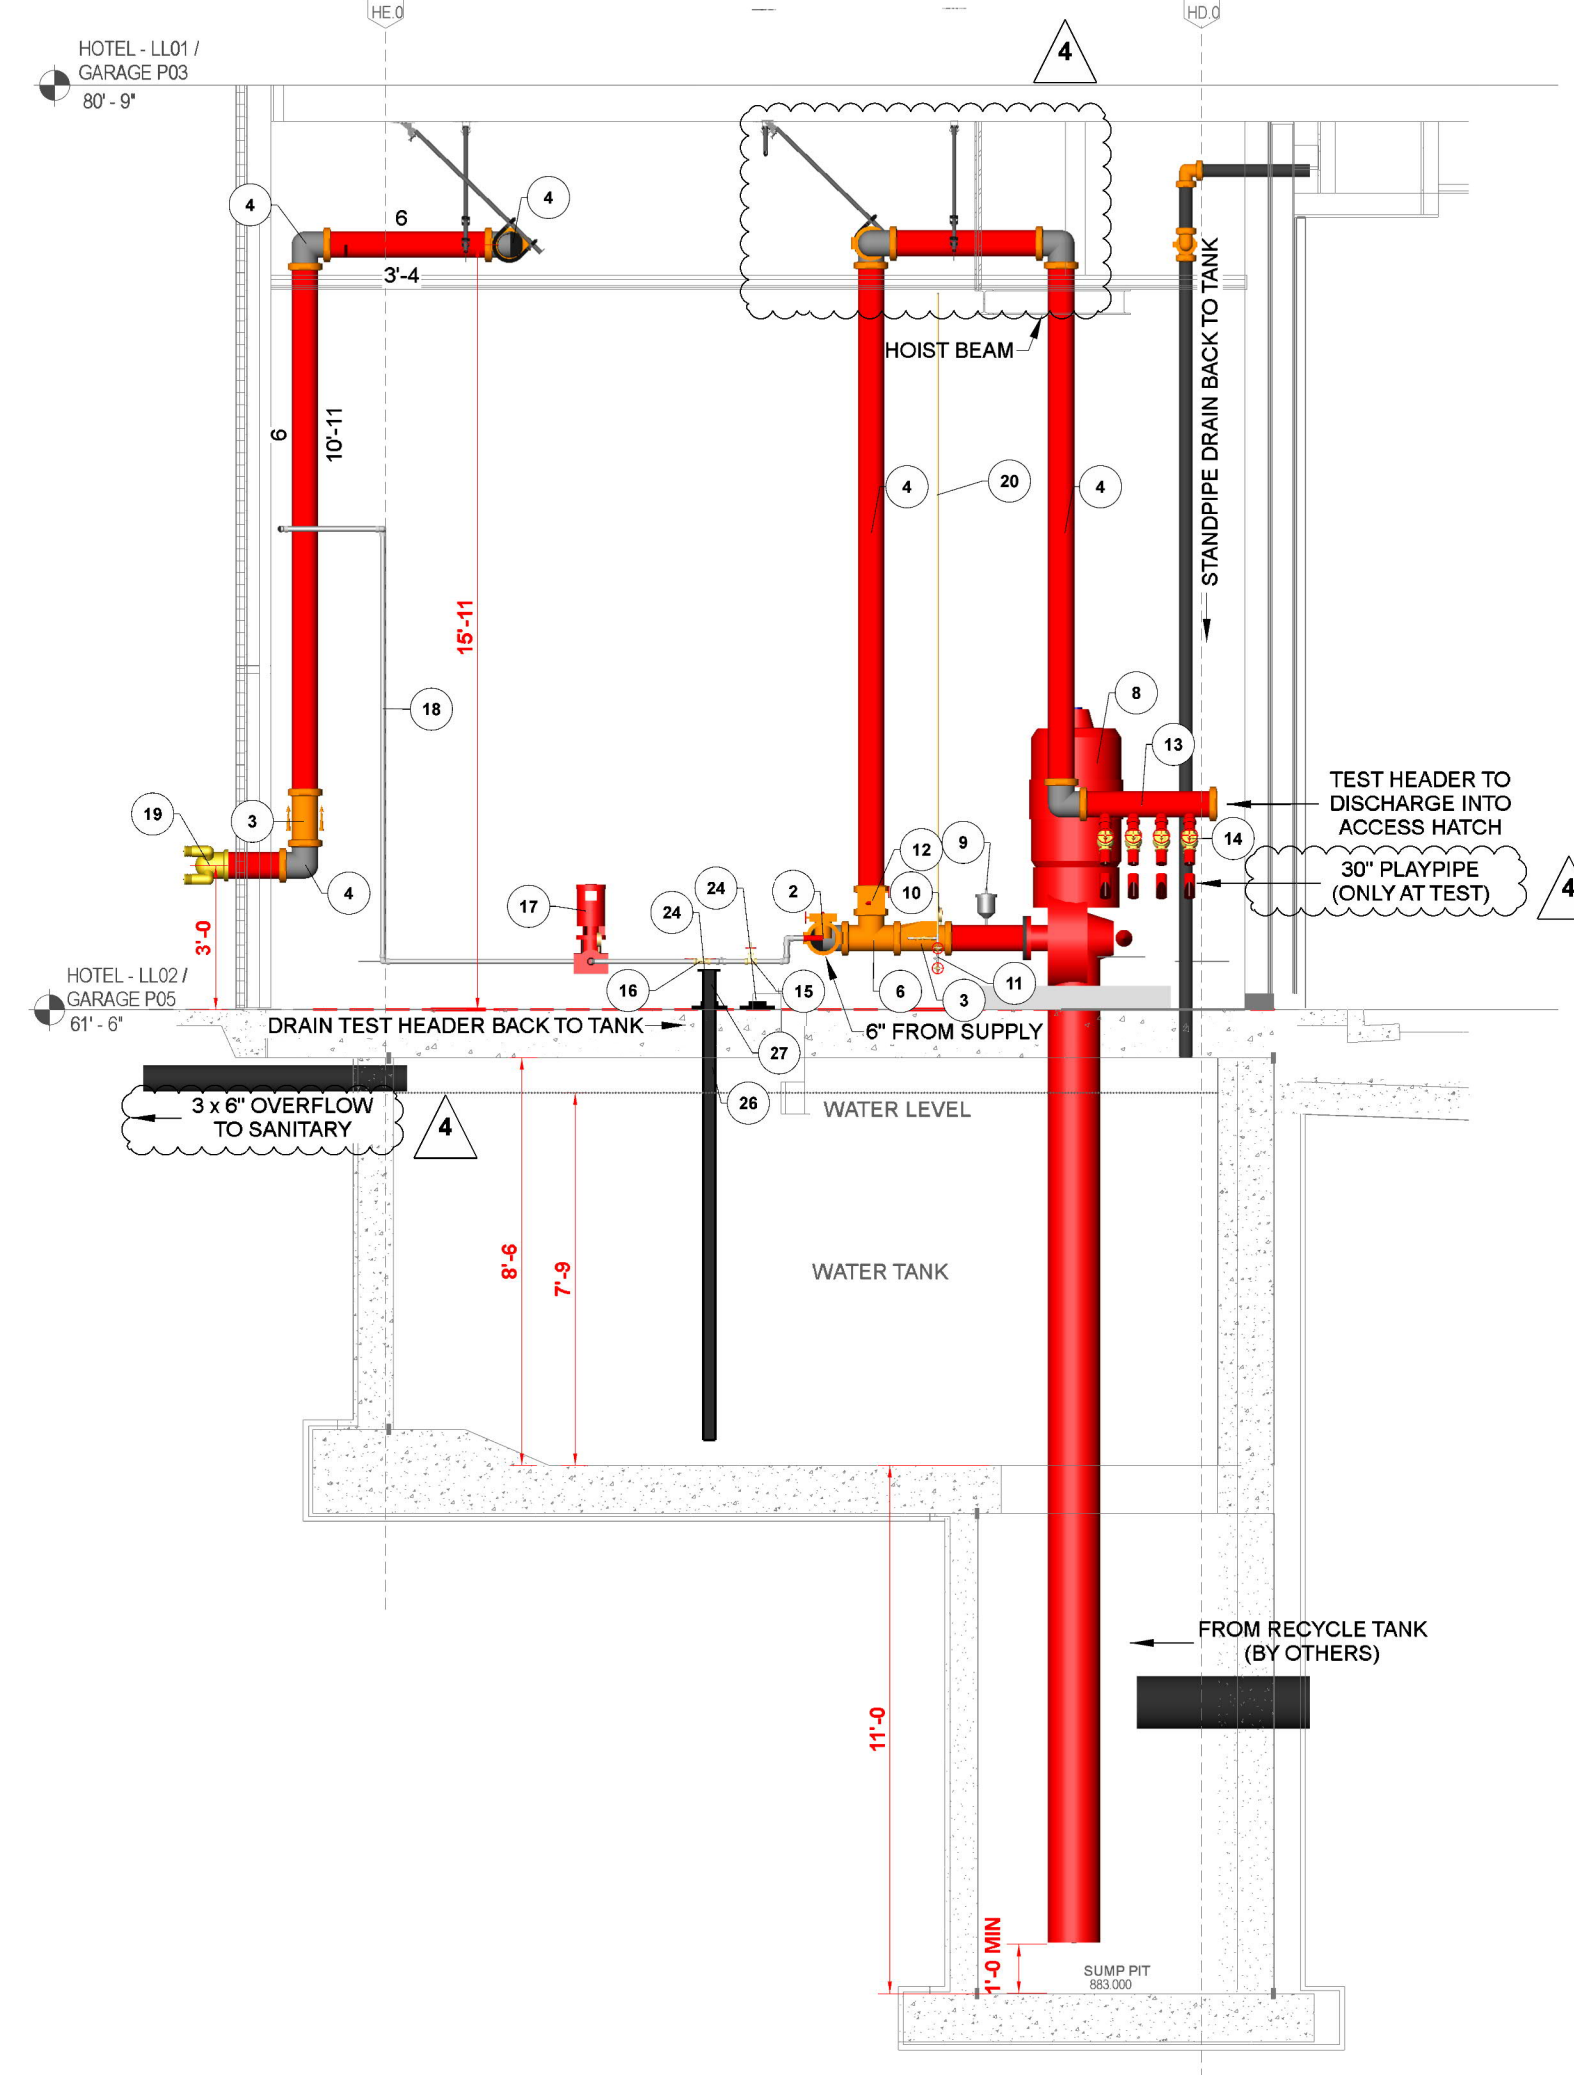 HE.0
HD.0
HOTEL - LL01 /
GARAGE P03
80' - 9"
4
4
4
6
3'-4
HOIST BEAM
STANDPIPE DRAIN BACK TO TANK
6
10'-11
4
20
4
15'-11
18
8
13
TEST HEADER TO
DISCHARGE INTO
ACCESS HATCH
19
3
12
9
14
30" PLAYPIPE
(ONLY AT TEST)
4
4
24
10
17
24
2
3'-0
HOTEL - LL02 /
GARAGE P05
61' - 6"
16
15
6
3
11
DRAIN TEST HEADER BACK TO TANK
6" FROM SUPPLY
27
3 x 6" OVERFLOW
TO SANITARY
4
26
WATER LEVEL
8'-6
7'-9
WATER TANK
FROM RECYCLE TANK
(BY OTHERS)
11'-0
1'-0 MIN
SUMP PIT
883.000